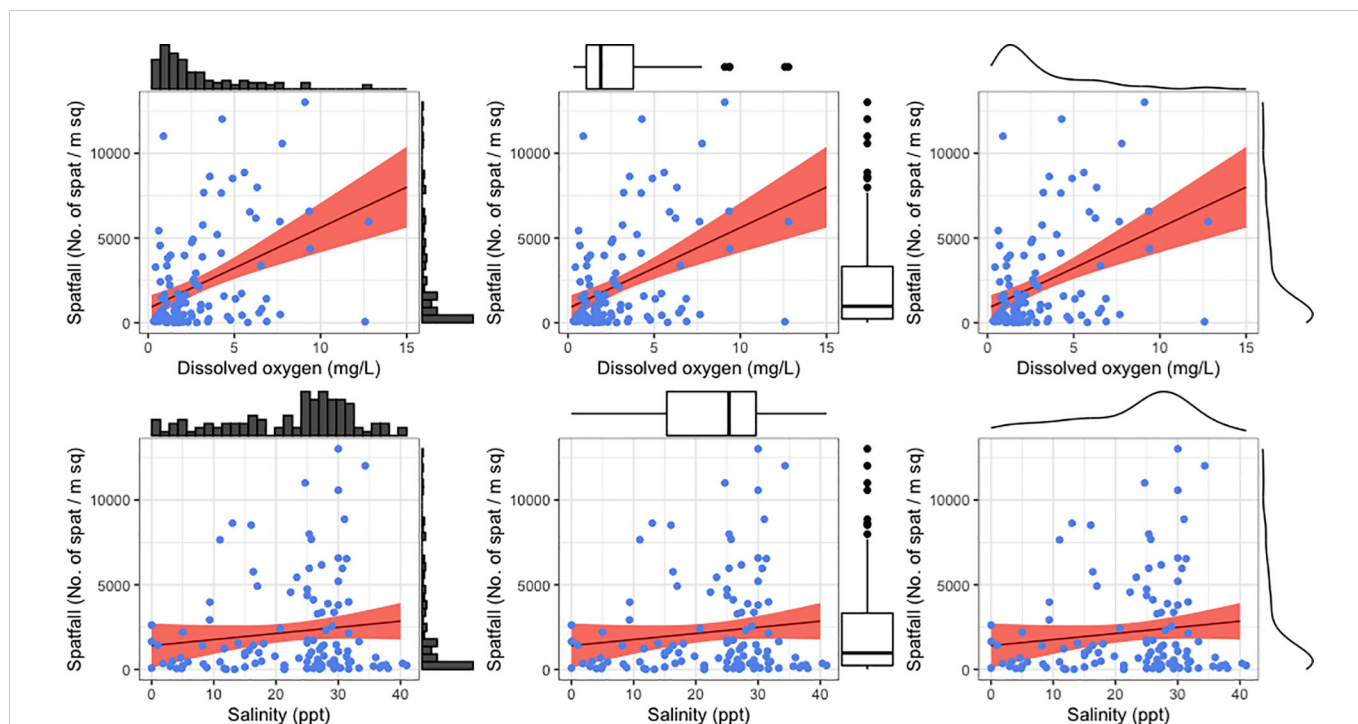 Spatfall (No. of spat / m sq)
10000
5000
0
0 5 10 15
Dissolved oxygen (mg/L)
Spatfall (No. of spat / m sq)
10000
5000
0
0 5 10 15
Dissolved oxygen (mg/L)
Spatfall (No. of spat / m sq)
10000
5000
0
0 5 10 15
Dissolved oxygen (mg/L)
Spatfall (No. of spat / m sq)
10000
5000
0
0 10 20 30 40
Salinity (ppt)
Spatfall (No. of spat / m sq)
10000
5000
0
0 10 20 30 40
Salinity (ppt)
Spatfall (No. of spat / m sq)
10000
5000
0
0 10 20 30 40
Salinity (ppt)